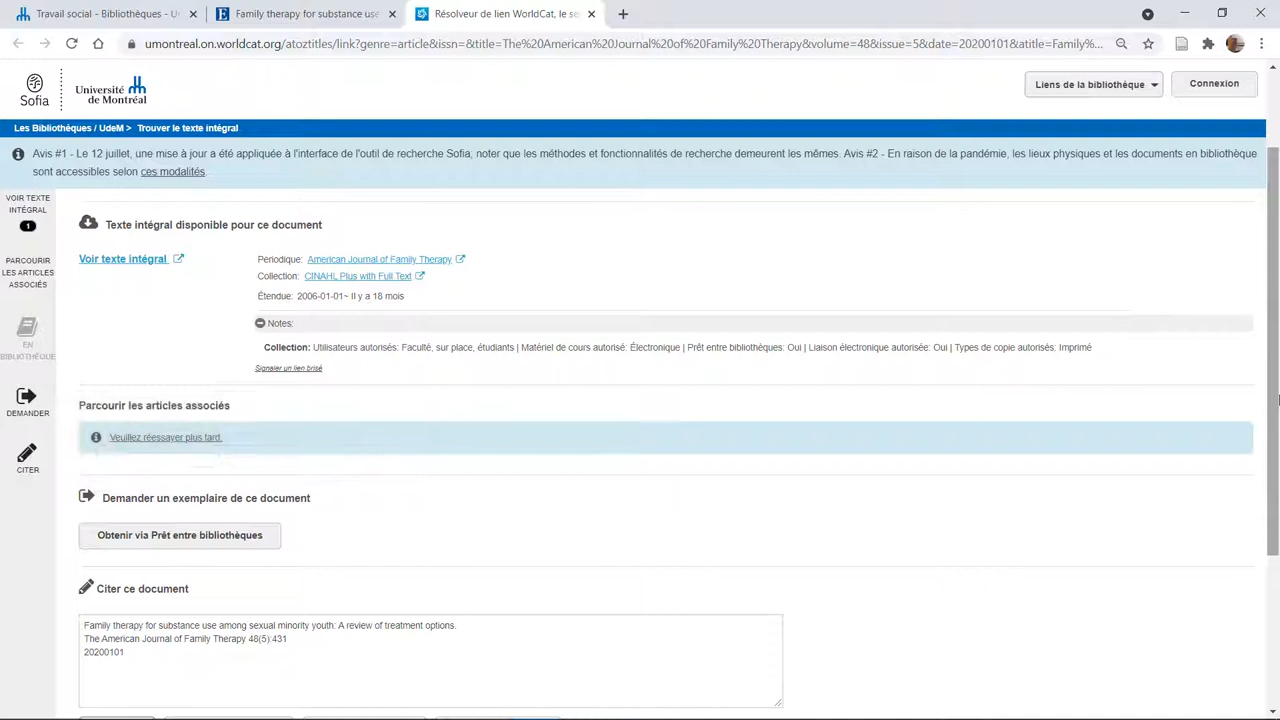 Travail social - Bibliothèques - U
Family therapy for substance use
Résolveur de lien WorldCat, le se
umontreal.on.worldcat.org/atoztitles/link?genre=article&issn=&title=The%20American%20Journal%20of%20Family%20Therapy&volume=48&issue=5&date=20200101&atitle=Family%...
Sofia
Université de Montréal
Liens de la bibliothèque
Connexion
Les Bibliothèques / UdeM > Trouver le texte intégral
Avis #1 - Le 12 juillet, une mise à jour a été appliquée à l'interface de l'outil de recherche Sofia, noter que les méthodes et fonctionnalités de recherche demeurent les mêmes. Avis #2 - En raison de la pandémie, les lieux physiques et les documents en bibliothèque
sont accessibles selon ces modalités.
VOIR TEXTE
INTÉGRAL
1
PARCOURIR
LES ARTICLES
ASSOCIÉS
EN
BIBLIOTHÈQUE
DEMANDER
CITER
Texte intégral disponible pour ce document
Voir texte intégral
Periodique: American Journal of Family Therapy
Collection: CINAHL Plus with Full Text
Étendue: 2006-01-01~ Il y a 18 mois
Notes:
Collection: Utilisateurs autorisés: Faculté, sur place, étudiants | Matériel de cours autorisé: Électronique | Prêt entre bibliothèques: Oui | Liaison électronique autorisée: Oui | Types de copie autorisés: Imprimé
Signaler un lien brisé
Parcourir les articles associés
Veuillez réessayer plus tard.
Demander un exemplaire de ce document
Obtenir via Prêt entre bibliothèques
Citer ce document
Family therapy for substance use among sexual minority youth: A review of treatment options.
The American Journal of Family Therapy 48(5):431
20200101